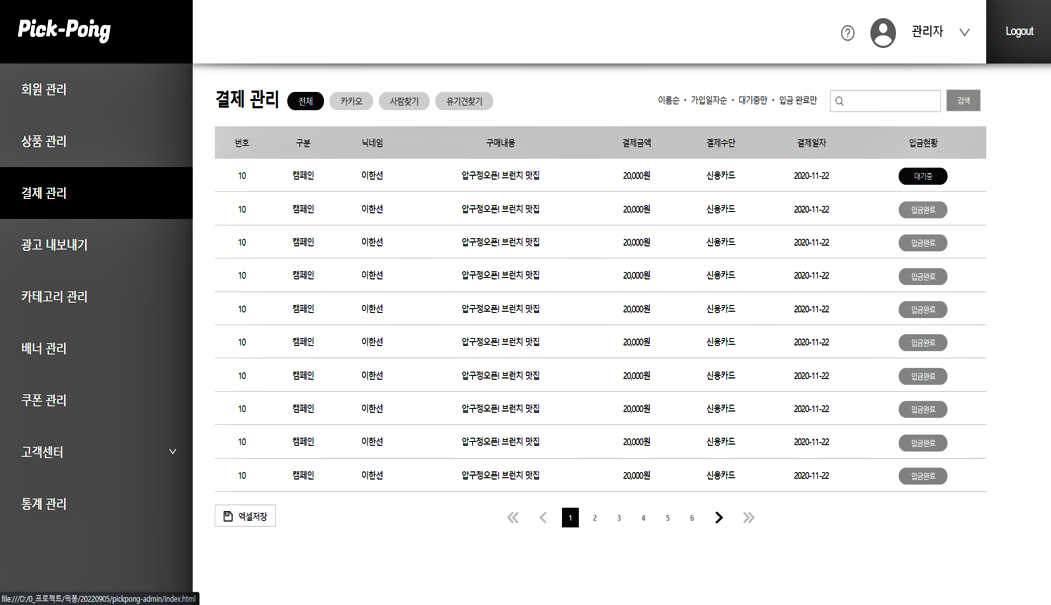 Pick-Pong
관리자
Logout
회원 관리
상품 관리
결제 관리
광고 내보내기
카테고리 관리
배너 관리
쿠폰 관리
고객센터
통계 관리
결제 관리 전체 카카오 사람찾기 유기견찾기
이름순 · 가입일자순 · 대기중만 · 입금 완료만 검색
번호 구분 닉네임 구매내용 결제금액 결제수단 결제일자 입금현황
10 캠페인 이한선 압구정오픈! 브런치 맛집 20,000원 신용카드 2020-11-22 대기중
10 캠페인 이한선 압구정오픈! 브런치 맛집 20,000원 신용카드 2020-11-22 입금완료
10 캠페인 이한선 압구정오픈! 브런치 맛집 20,000원 신용카드 2020-11-22 입금완료
10 캠페인 이한선 압구정오픈! 브런치 맛집 20,000원 신용카드 2020-11-22 입금완료
10 캠페인 이한선 압구정오픈! 브런치 맛집 20,000원 신용카드 2020-11-22 입금완료
10 캠페인 이한선 압구정오픈! 브런치 맛집 20,000원 신용카드 2020-11-22 입금완료
10 캠페인 이한선 압구정오픈! 브런치 맛집 20,000원 신용카드 2020-11-22 입금완료
10 캠페인 이한선 압구정오픈! 브런치 맛집 20,000원 신용카드 2020-11-22 입금완료
10 캠페인 이한선 압구정오픈! 브런치 맛집 20,000원 신용카드 2020-11-22 입금완료
10 캠페인 이한선 압구정오픈! 브런치 맛집 20,000원 신용카드 2020-11-22 입금완료
엑셀저장
1 2 3 4 5 6
file:///D:/0_프로젝트/픽퐁/20220905/pickpong-admin/index.html